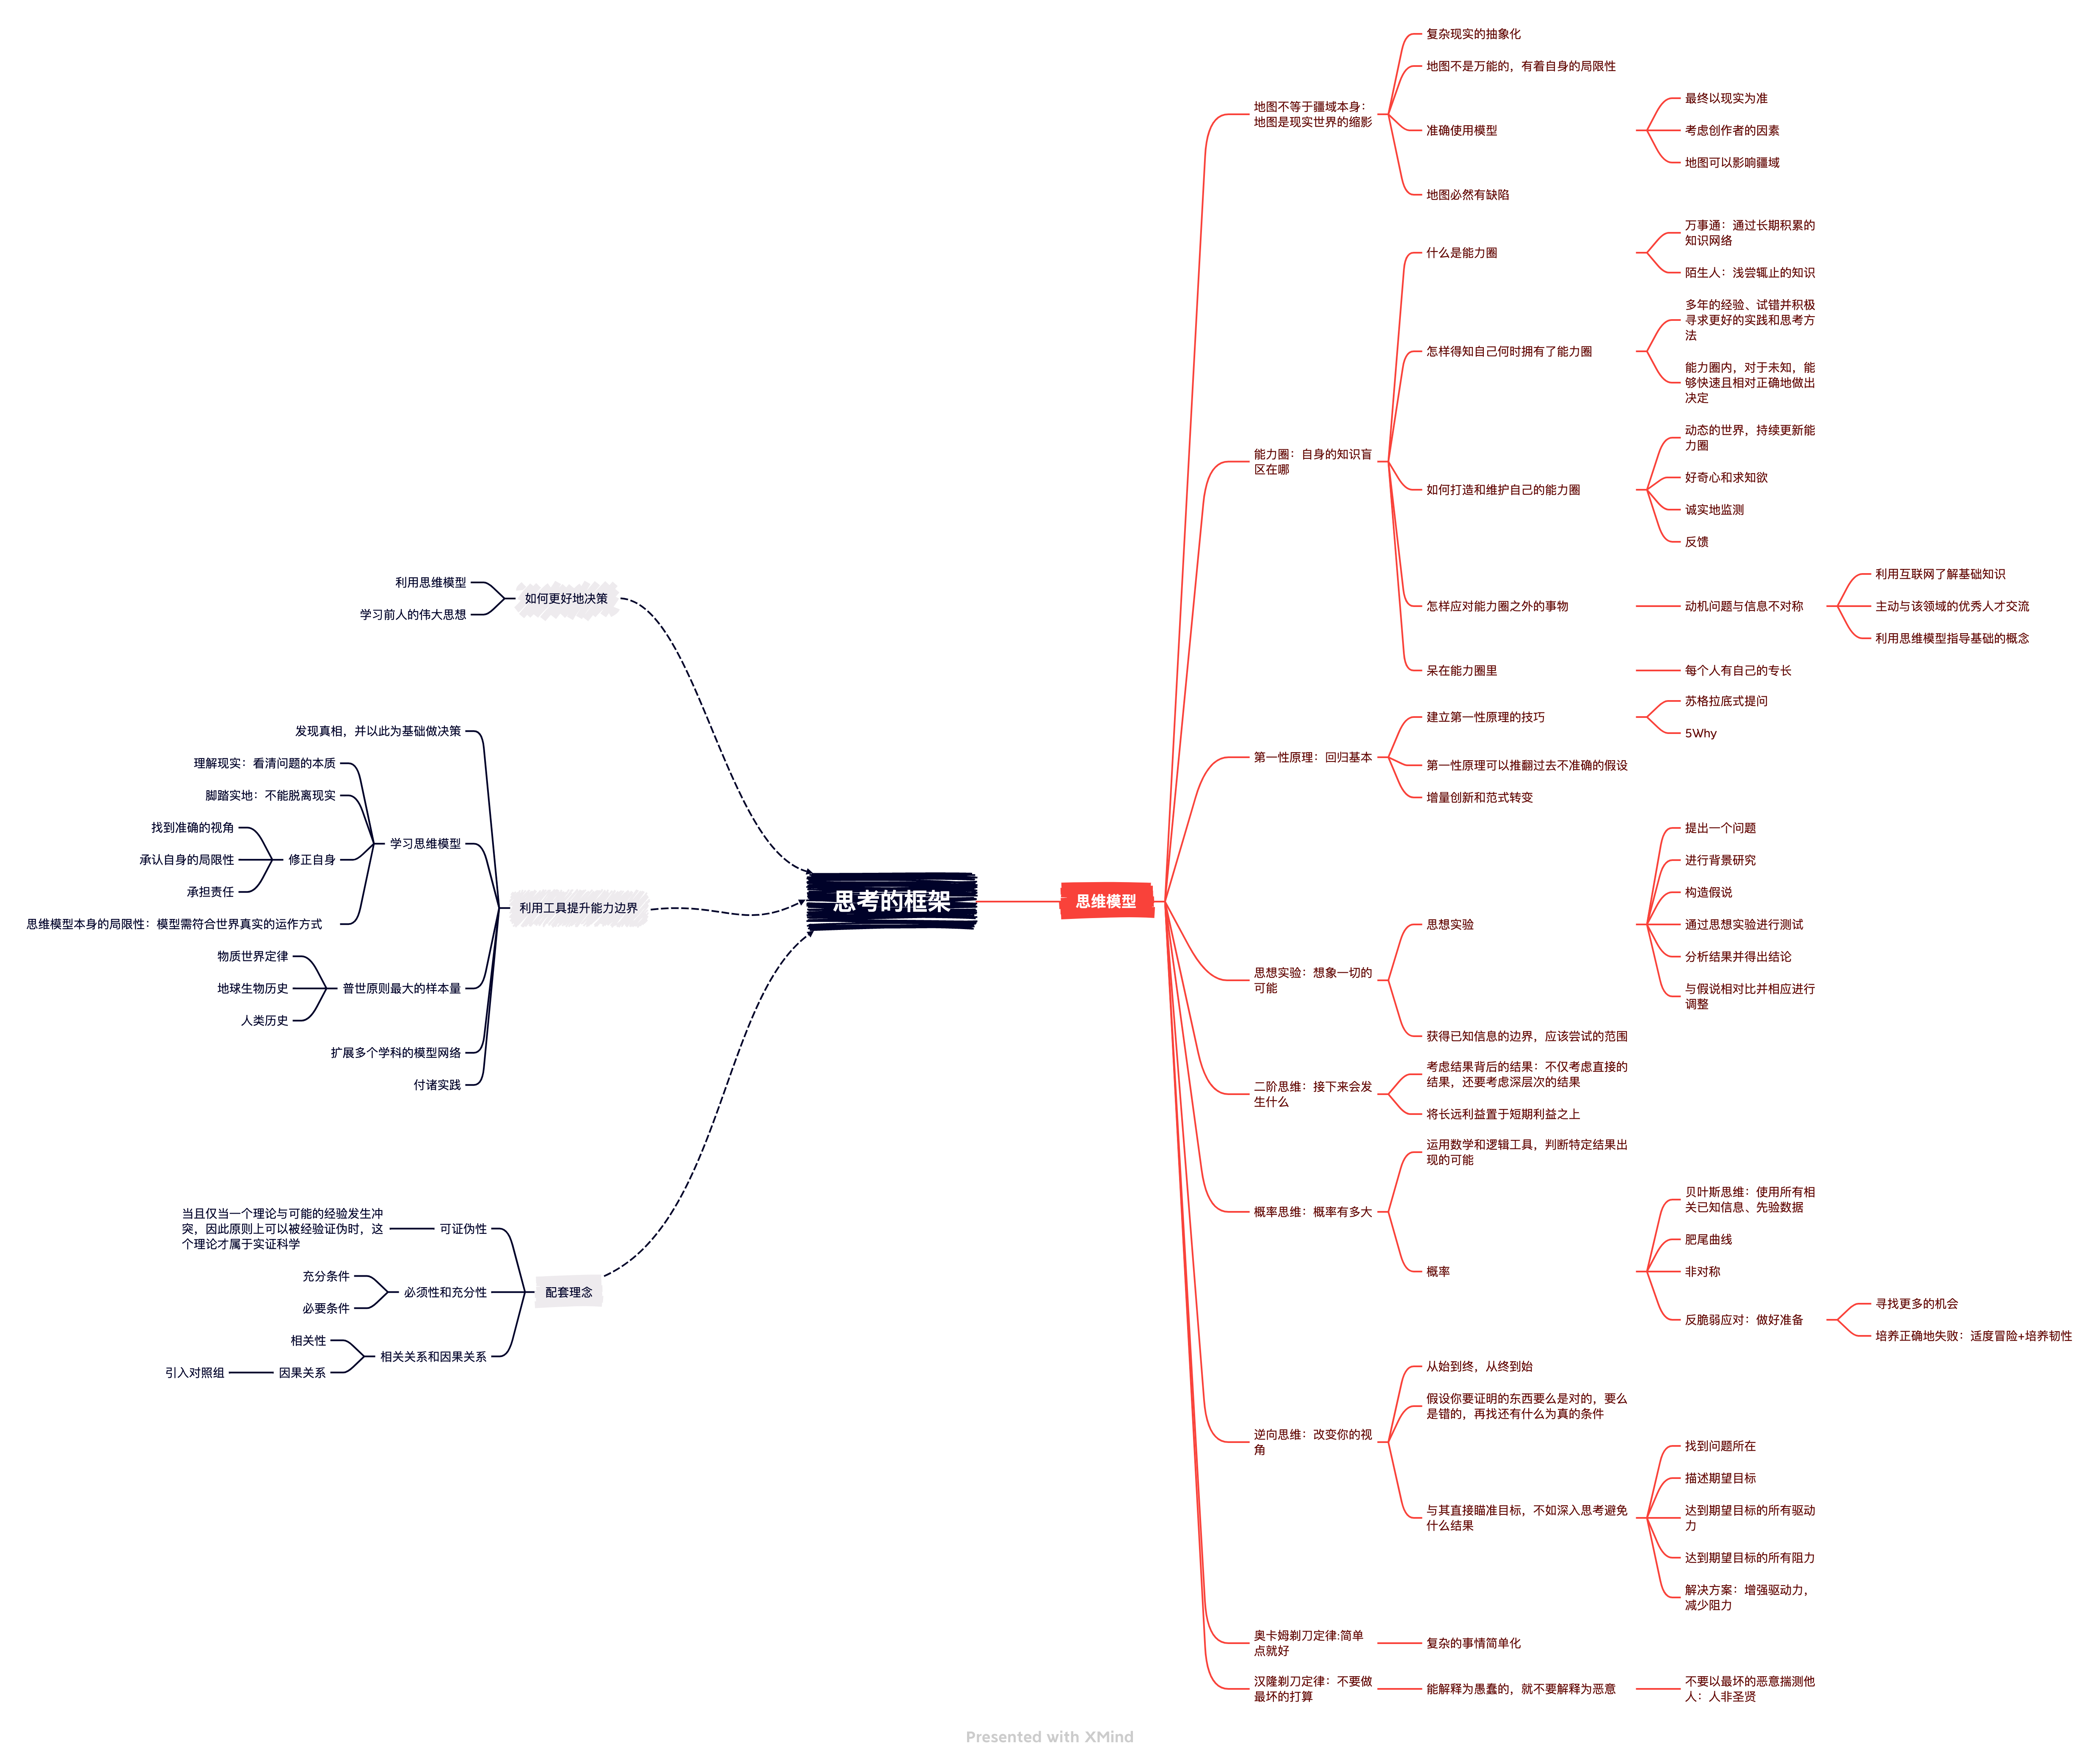 思考的框架
如何更好地决策
利用思维模型
学习前人的伟大思想
利用工具提升能力边界
发现真相，并以此为基础做决策
学习思维模型
理解现实：看清问题的本质
脚踏实地：不能脱离现实
修正自身
找到准确的视角
承认自身的局限性
承担责任
思维模型本身的局限性：模型需符合世界真实的运作方式
普世原则最大的样本量
物质世界定律
地球生物历史
人类历史
扩展多个学科的模型网络
付诸实践
配套理念
可证伪性
当且仅当一个理论与可能的经验发生冲
突，因此原则上可以被经验证伪时，这
个理论才属于实证科学
必须性和充分性
充分条件
必要条件
相关关系和因果关系
相关性
因果关系
引入对照组
思维模型
地图不等于疆域本身：
地图是现实世界的缩影
复杂现实的抽象化
地图不是万能的，有着自身的局限性
准确使用模型
最终以现实为准
考虑创作者的因素
地图可以影响疆域
地图必然有缺陷
能力圈：自身的知识盲
区在哪
什么是能力圈
万事通：通过长期积累的
知识网络
陌生人：浅尝辄止的知识
怎样得知自己何时拥有了能力圈
多年的经验、试错并积极
寻求更好的实践和思考方
法
能力圈内，对于未知，能
够快速且相对正确地做出
决定
如何打造和维护自己的能力圈
动态的世界，持续更新能
力圈
好奇心和求知欲
诚实地监测
反馈
怎样应对能力圈之外的事物
动机问题与信息不对称
利用互联网了解基础知识
主动与该领域的优秀人才交流
利用思维模型指导基础的概念
呆在能力圈里
每个人有自己的专长
第一性原理：回归基本
建立第一性原理的技巧
苏格拉底式提问
5Why
第一性原理可以推翻过去不准确的假设
增量创新和范式转变
思想实验：想象一切的
可能
思想实验
提出一个问题
进行背景研究
构造假说
通过思想实验进行测试
分析结果并得出结论
与假说相对比并相应进行
调整
获得已知信息的边界，应该尝试的范围
二阶思维：接下来会发
生什么
考虑结果背后的结果：不仅考虑直接的
结果，还要考虑深层次的结果
将长远利益置于短期利益之上
概率思维：概率有多大
运用数学和逻辑工具，判断特定结果出
现的可能
概率
贝叶斯思维：使用所有相
关已知信息、先验数据
肥尾曲线
非对称
反脆弱应对：做好准备
寻找更多的机会
培养正确地失败：适度冒险+培养韧性
逆向思维：改变你的视
角
从始到终，从终到始
假设你要证明的东西要么是对的，要么
是错的，再找还有什么为真的条件
与其直接瞄准目标，不如深入思考避免
什么结果
找到问题所在
描述期望目标
达到期望目标的所有驱动
力
达到期望目标的所有阻力
解决方案：增强驱动力，
减少阻力
奥卡姆剃刀定律:简单
点就好
复杂的事情简单化
汉隆剃刀定律：不要做
最坏的打算
能解释为愚蠢的，就不要解释为恶意
不要以最坏的恶意揣测他
人：人非圣贤
Presented with XMind